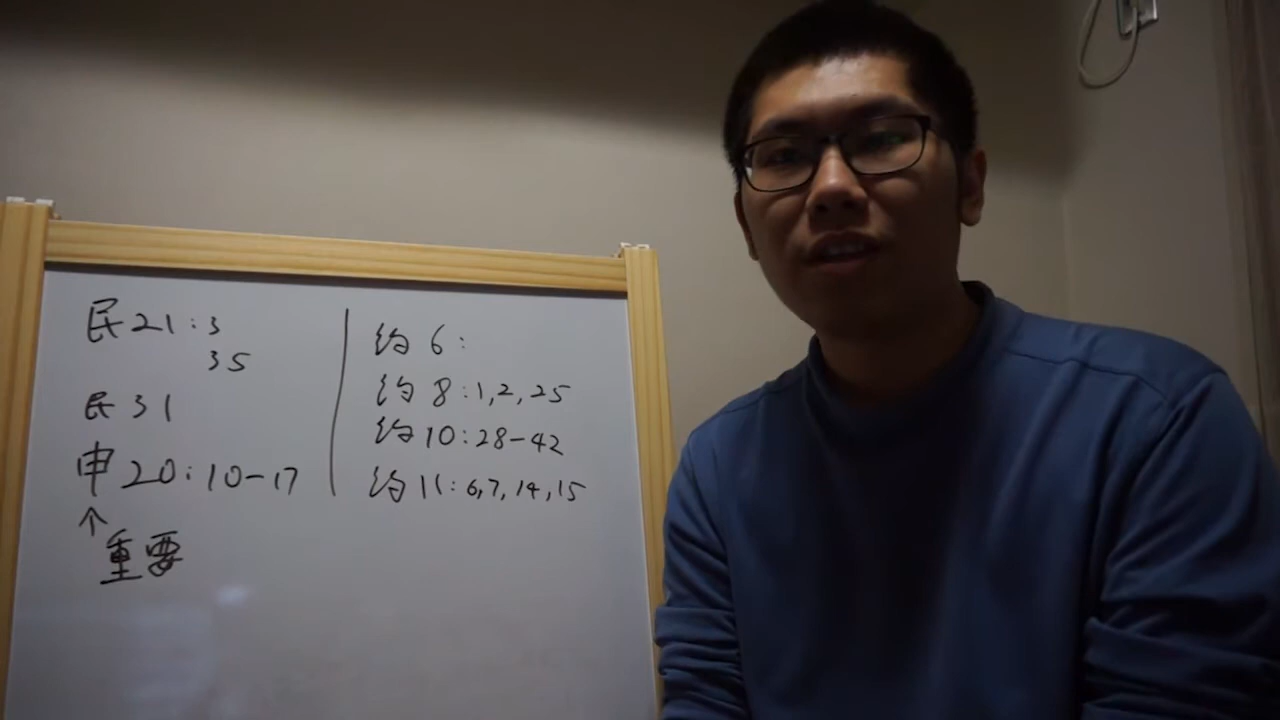 民21:3
35
民31
申20:10-17
↑
重要
约6:
约8:1,2,25
约10:28-42
约11:6,7,14,15